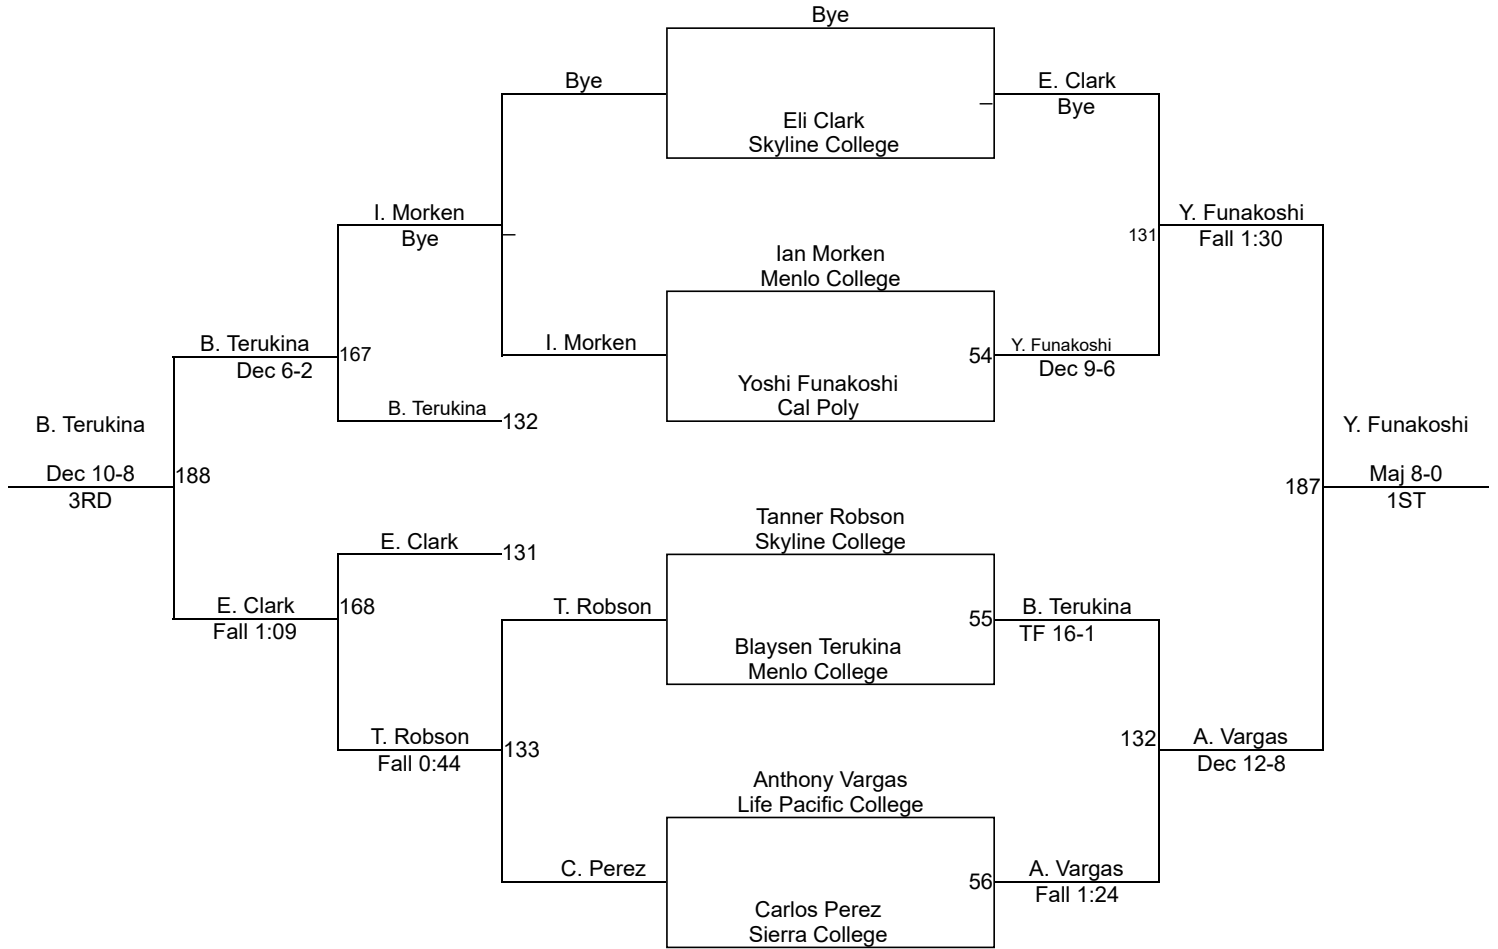 Bye
Bye
E. Clark
–
Bye
Eli Clark
Skyline College
I. Morken
Bye
–
Y. Funakoshi
131
Fall 1:30
Ian Morken
Menlo College
I. Morken
54
Y. Funakoshi
Dec 9-6
Yoshi Funakoshi
Cal Poly
B. Terukina
167
Dec 6-2
B. Terukina
132
B. Terukina
Dec 10-8
188
3RD
Y. Funakoshi
187
Maj 8-0
1ST
E. Clark
131
Tanner Robson
Skyline College
E. Clark
168
Fall 1:09
T. Robson
55
B. Terukina
TF 16-1
Blaysen Terukina
Menlo College
T. Robson
133
Fall 0:44
132
A. Vargas
Dec 12-8
Anthony Vargas
Life Pacific College
C. Perez
56
A. Vargas
Fall 1:24
Carlos Perez
Sierra College